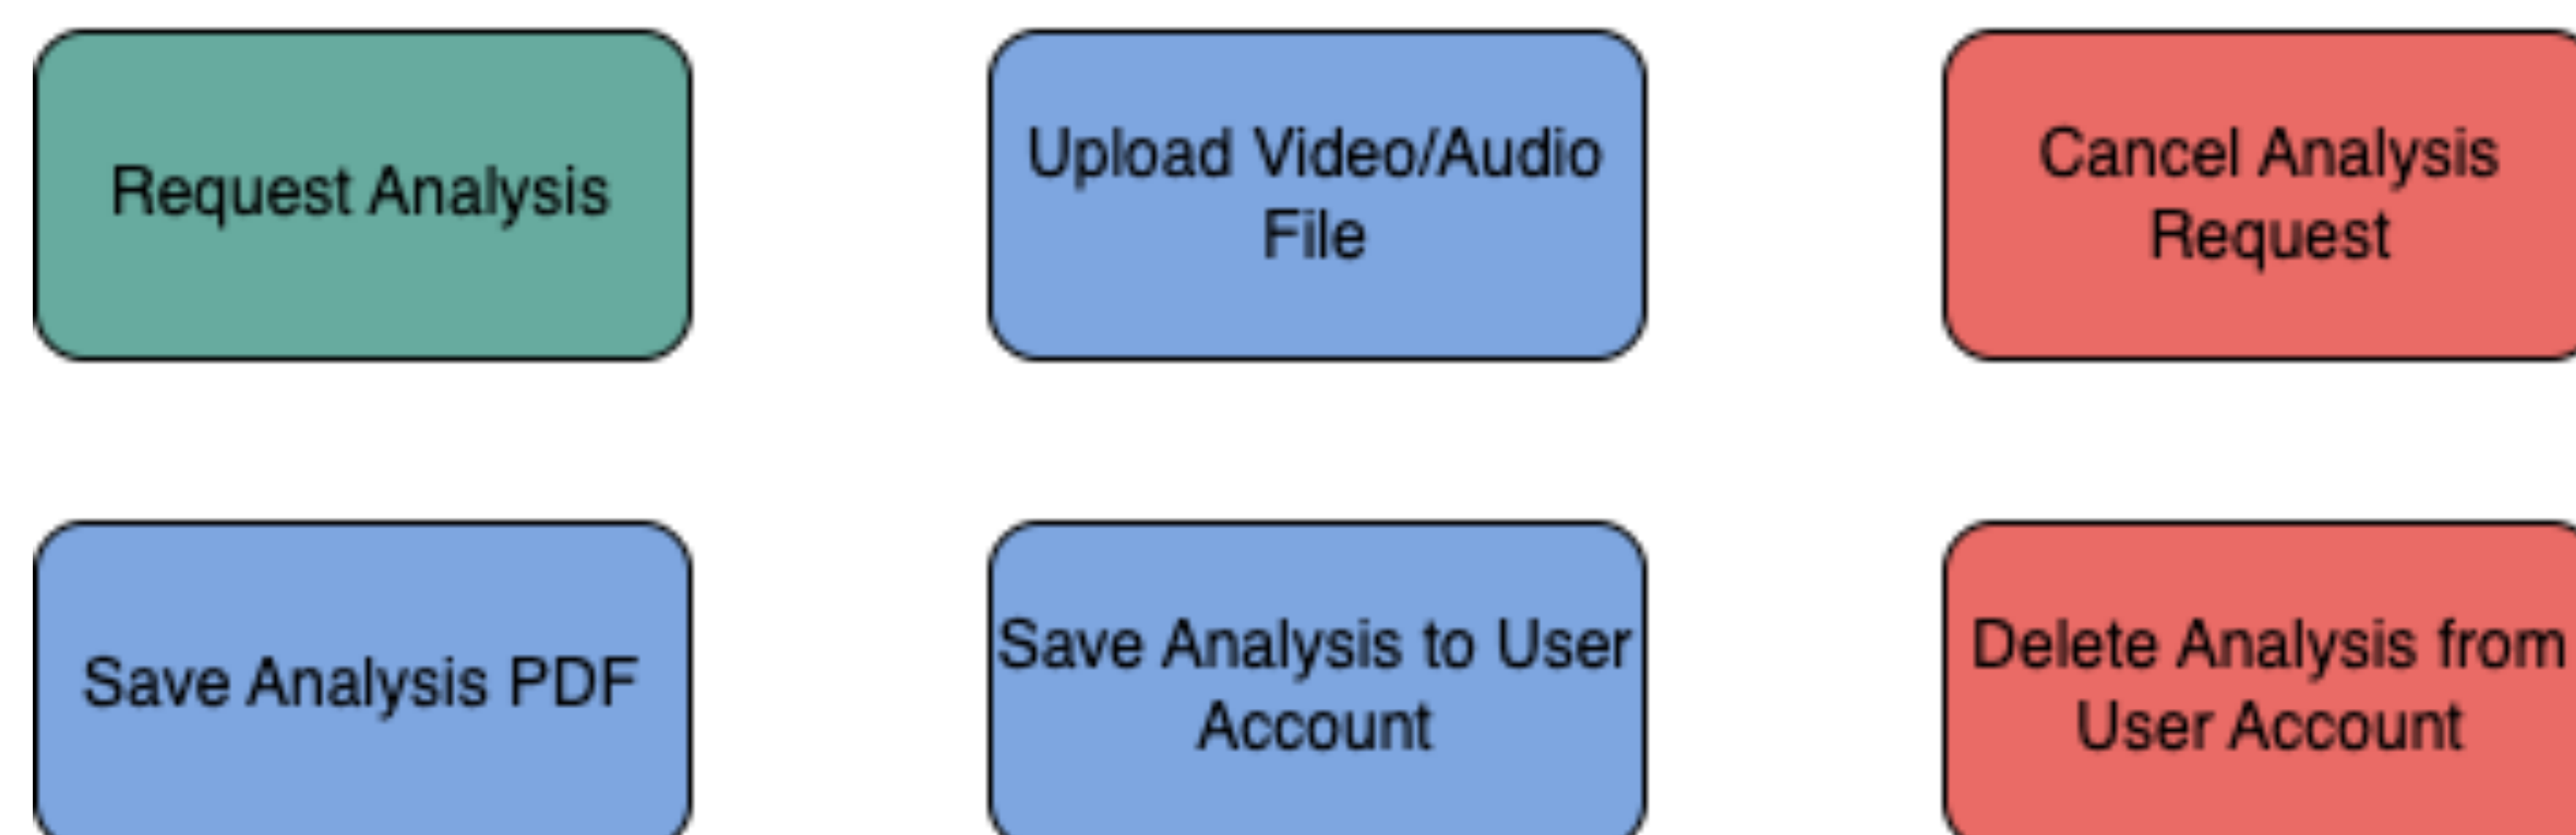 Request Analysis
Upload Video/Audio
File
Cancel Analysis
Request
Save Analysis PDF
Save Analysis to User
Account
Delete Analysis from
User Account